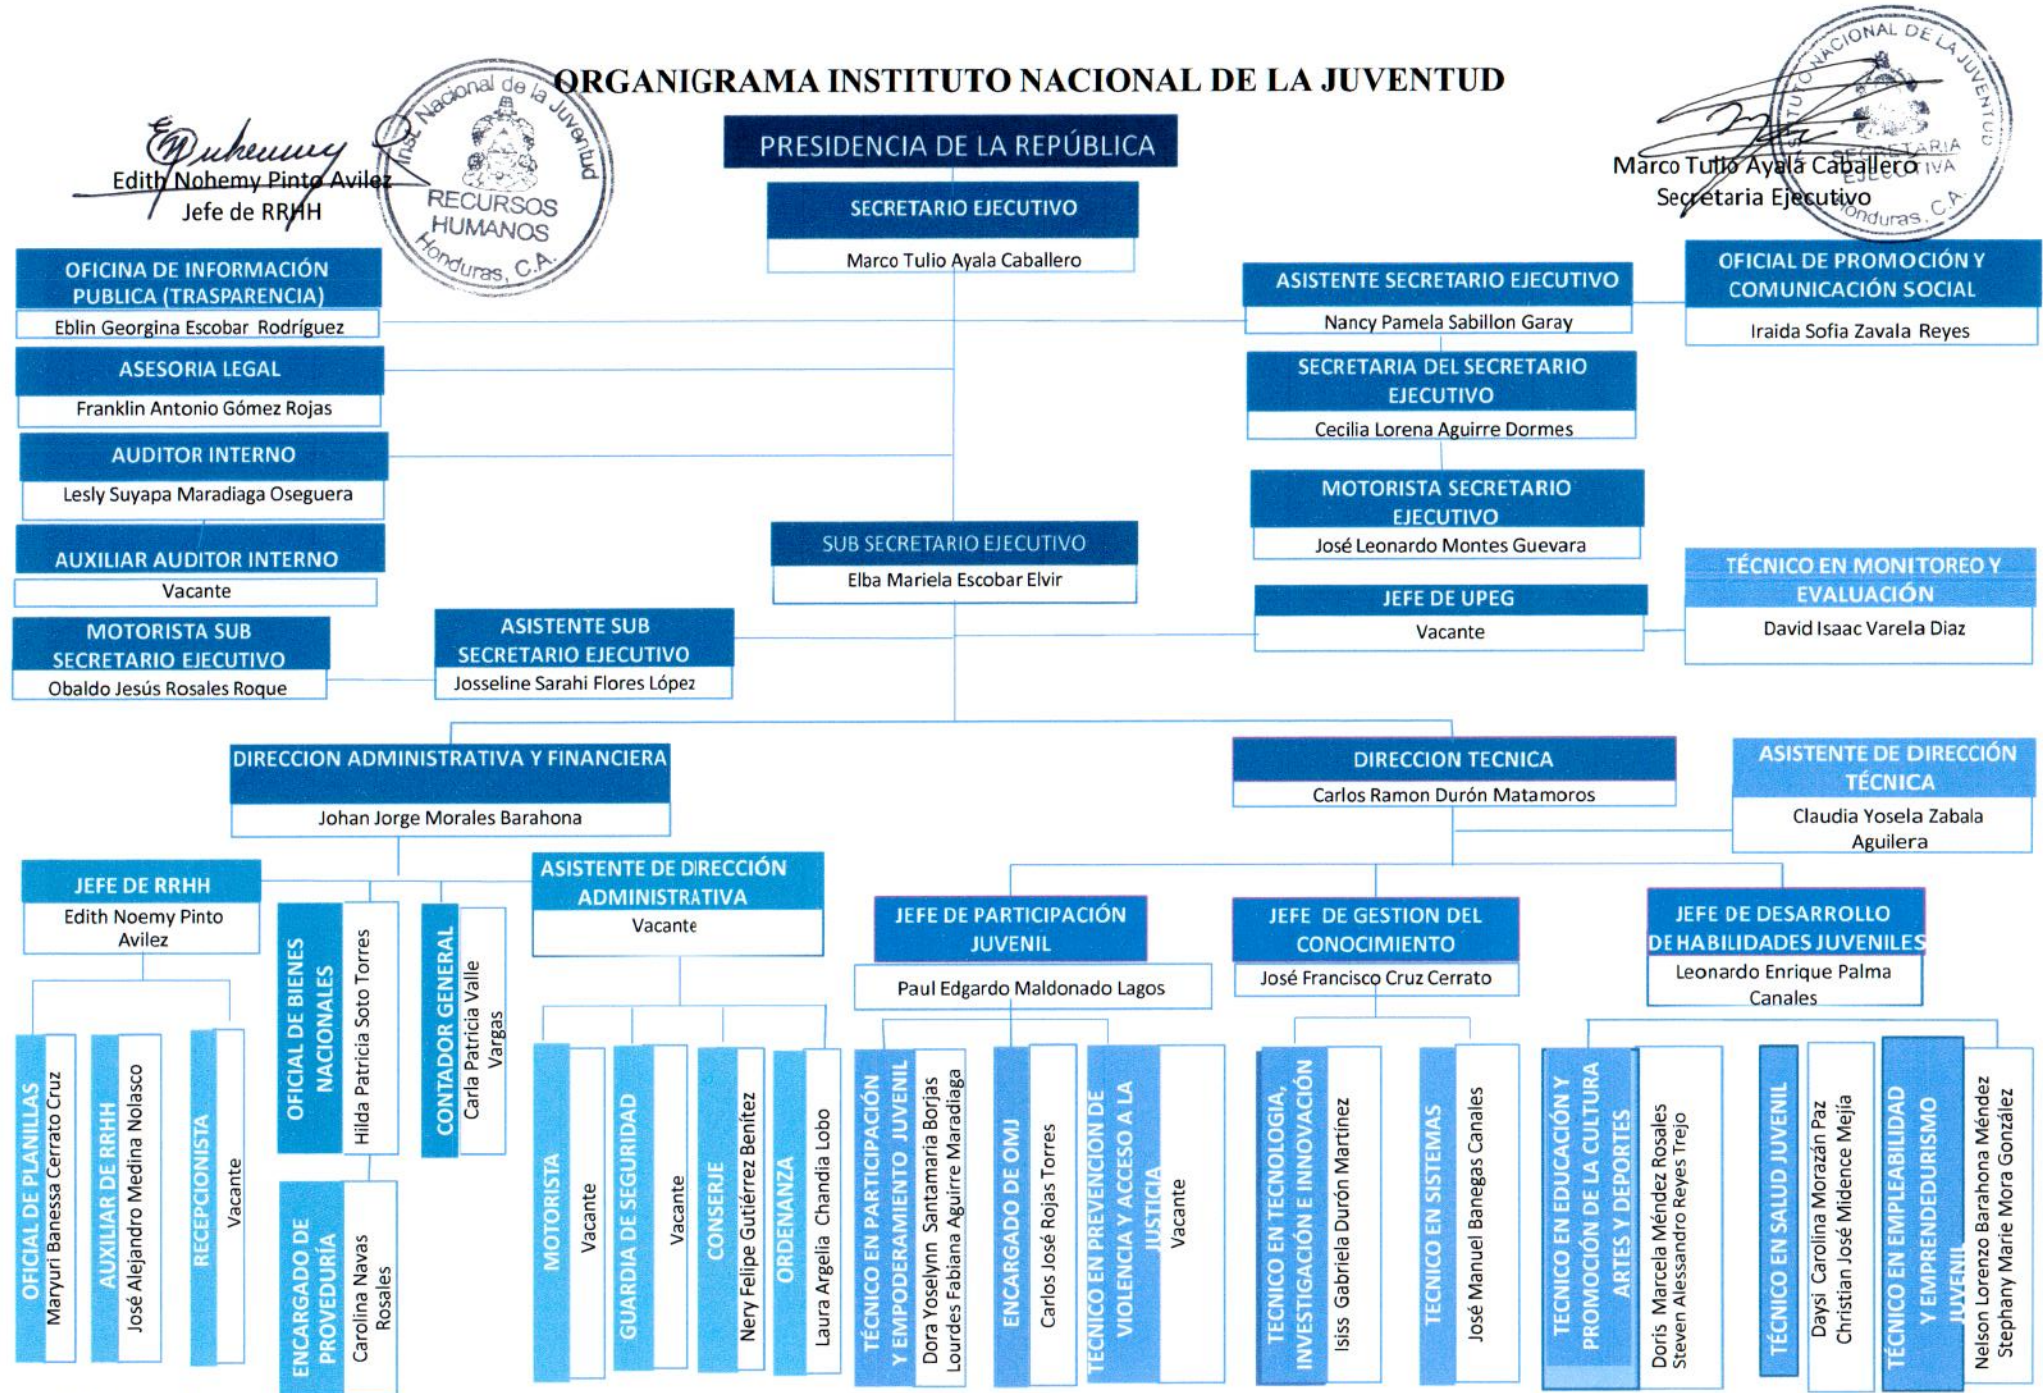 ORGANIGRAMA INSTITUTO NACIONAL DE LA JUVENTUD
Edith Nohemy Pinto Avilez
Jefe de RRHH
Inst. Nacional de la Juventud
RECURSOS
HUMANOS
Honduras, C.A.
Marco Tulio Ayala Caballero
Secretaria Ejecutivo
INSTITUTO NACIONAL DE LA JUVENTUD
SECRETARIA
EJECUTIVA
Honduras, C.A.
PRESIDENCIA DE LA REPÚBLICA
SECRETARIO EJECUTIVO
Marco Tulio Ayala Caballero
OFICINA DE INFORMACIÓN
PUBLICA (TRASPARENCIA)
Eblin Georgina Escobar Rodríguez
ASISTENTE SECRETARIO EJECUTIVO
Nancy Pamela Sabillon Garay
OFICIAL DE PROMOCIÓN Y
COMUNICACIÓN SOCIAL
Iraida Sofia Zavala Reyes
ASESORIA LEGAL
Franklin Antonio Gómez Rojas
SECRETARIA DEL SECRETARIO
EJECUTIVO
Cecilia Lorena Aguirre Dormes
AUDITOR INTERNO
Lesly Suyapa Maradiaga Oseguera
MOTORISTA SECRETARIO
EJECUTIVO
José Leonardo Montes Guevara
AUXILIAR AUDITOR INTERNO
Vacante
SUB SECRETARIO EJECUTIVO
Elba Mariela Escobar Elvir
JEFE DE UPEG
Vacante
TÉCNICO EN MONITOREO Y
EVALUACIÓN
David Isaac Varela Diaz
MOTORISTA SUB
SECRETARIO EJECUTIVO
Obaldo Jesús Rosales Roque
ASISTENTE SUB
SECRETARIO EJECUTIVO
Josseline Sarahi Flores López
DIRECCION ADMINISTRATIVA Y FINANCIERA
Johan Jorge Morales Barahona
DIRECCION TECNICA
Carlos Ramon Durón Matamoros
ASISTENTE DE DIRECCIÓN
TÉCNICA
Claudia Yosela Zabala
Aguilera
JEFE DE RRHH
Edith Noemy Pinto
Avilez
OFICIAL DE BIENES
NACIONALES
Hilda Patricia Soto Torres
CONTADOR GENERAL
Carla Patricia Valle
Vargas
ASISTENTE DE DIRECCIÓN
ADMINISTRATIVA
Vacante
JEFE DE PARTICIPACIÓN
JUVENIL
Paul Edgardo Maldonado Lagos
JEFE DE GESTION DEL
CONOCIMIENTO
José Francisco Cruz Cerrato
JEFE DE DESARROLLO
DE HABILIDADES JUVENILES
Leonardo Enrique Palma
Canales
OFICIAL DE PLANILLAS
Maryuri Banessa Cerrato Cruz
AUXILIAR DE RRHH
José Alejandro Medina Nolasco
RECEPCIONISTA
Vacante
ENCARGADO DE
PROVEDURÍA
Carolina Navas
Rosales
MOTORISTA
Vacante
GUARDIA DE SEGURIDAD
Vacante
CONSERJE
Nery Felipe Gutiérrez Benítez
ORDENANZA
Laura Argelia Chandia Lobo
TÉCNICO EN PARTICIPACIÓN
Y EMPODERAMIENTO JUVENIL
Dora Yoselynn Santamaria Borjas
Lourdes Fabiana Aguirre Maradiaga
ENCARGADO DE OMJ
Carlos José Rojas Torres
TECNICO EN PREVENCION DE
VIOLENCIA Y ACCESO A LA
JUSTICIA
Vacante
TECNICO EN TECNOLOGIA,
INVESTIGACIÓN E INNOVACIÓN
Isiss Gabriela Durón Martinez
TECNICO EN SISTEMAS
José Manuel Banegas Canales
TECNICO EN EDUCACIÓN Y
PROMOCIÓN DE LA CULTURA
ARTES Y DEPORTES
Doris Marcela Méndez Rosales
Steven Alessandro Reyes Trejo
TÉCNICO EN SALUD JUVENIL
Daysi Carolina Morazán Paz
Christian José Midence Mejía
TÉCNICO EN EMPLEABILIDAD
Y EMPRENDEDURISMO
JUVENIL
Nelson Lorenzo Barahona Méndez
Stephany Marie Mora González